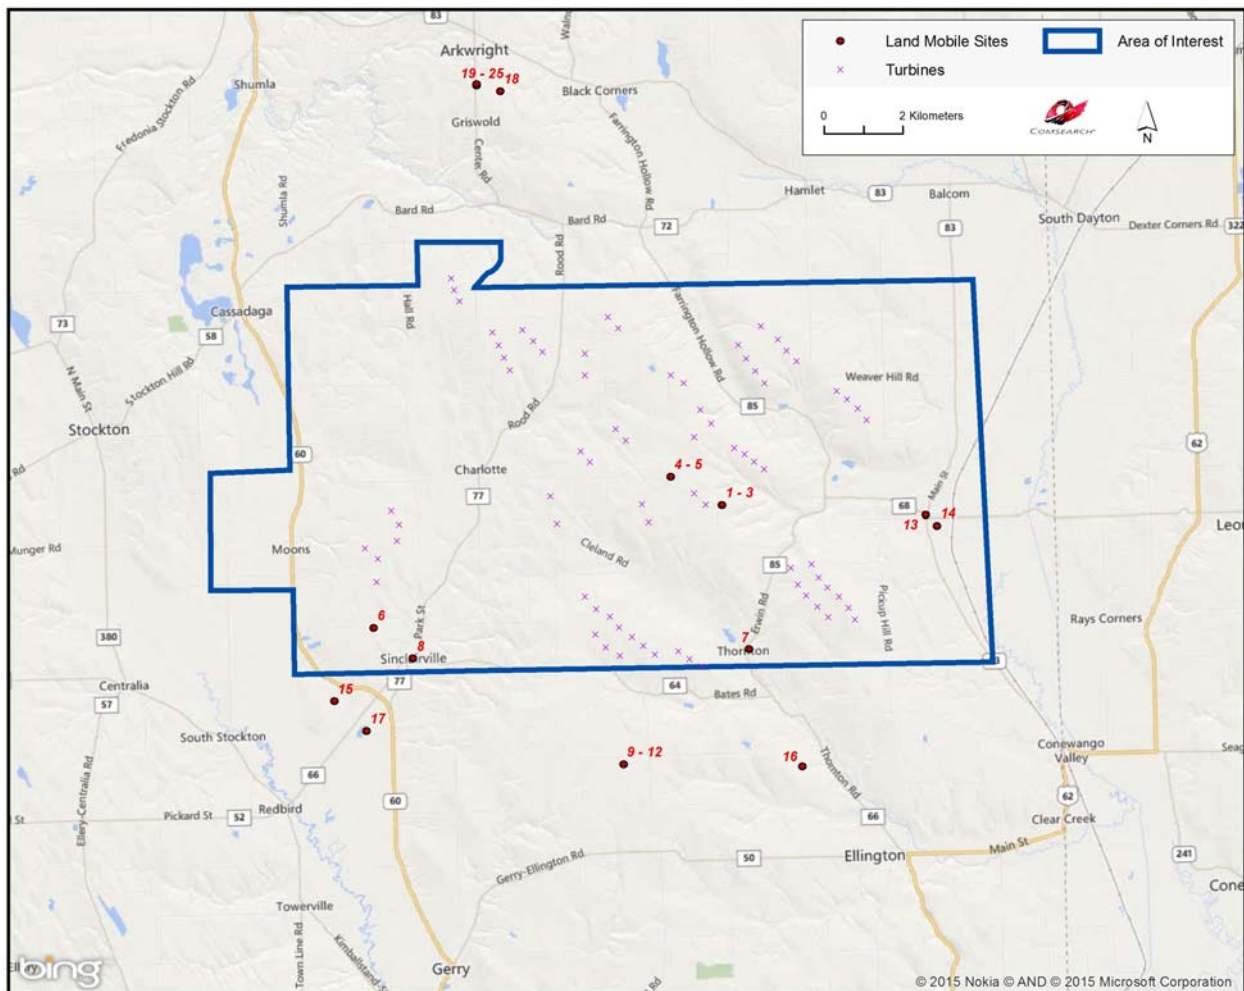 83
Arkwright
Walnut
Land Mobile Sites
Area of Interest
Turbines
0
2 Kilometers
COMSEARCH
N
Shumla
19 - 25
18
Black Corners
Fredonia Stockton Rd
Griswold
Center Rd
Farrington Hollow Rd
Shumla Rd
Bard Rd
Bard Rd
72
Hamlet
83
Balcom
83
South Dayton
Dexter Corners Rd
322
Rood Rd
Hall Rd
Cassadaga
73
58
N Main St
Stockton Hill Rd
Farrington Hollow Rd
Weaver Hill Rd
85
Rood Rd
Stockton
60
62
Charlotte
77
4 - 5
1 - 3
68
Main St
13
14
Leon
Munger Rd
Moons
Cleland Rd
85
Erwin Rd
Pickup Hill Rd
Rays Corners
6
Park St
8
Sinclairville
7
Thornton
380
77
64
Bates Rd
Centralia
57
15
17
South Stockton
9 - 12
16
Thornton Rd
Conewango
Valley
66
Redbird
60
62
Ellery-Centralia Rd
Pickard St
52
66
Clear Creek
Main St
Gerry-Ellington Rd
50
Ellington
241
Towerville
Town Line Rd
Gerry
bing
© 2015 Nokia © AND © 2015 Microsoft Corporation